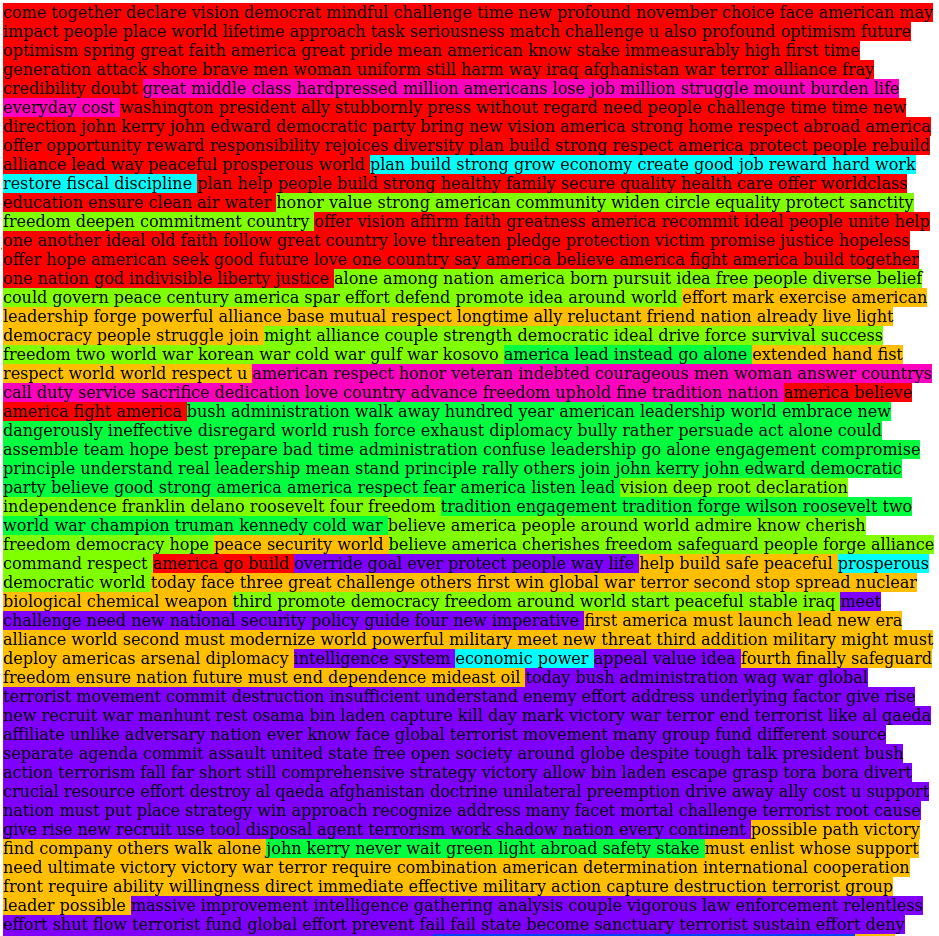 come together declare vision democrat mindful challenge time new profound november choice face american may
impact people place world lifetime approach task seriousness match challenge u also profound optimism future
optimism spring great faith america great pride mean american know stake immeasurably high first time
generation attack shore brave men woman uniform still harm way iraq afghanistan war terror alliance fray
credibility doubt great middle class hardpressed million americans lose job million struggle mount burden life
everyday cost washington president ally stubbornly press without regard need people challenge time time new
direction john kerry john edward democratic party bring new vision america strong home respect abroad america
offer opportunity reward responsibility rejoices diversity plan build strong respect america protect people rebuild
alliance lead way peaceful prosperous world plan build strong grow economy create good job reward hard work
restore fiscal discipline plan help people build strong healthy family secure quality health care offer worldclass
education ensure clean air water honor value strong american community widen circle equality protect sanctity
freedom deepen commitment country offer vision affirm faith greatness america recommit ideal people unite help
one another ideal old faith follow great country love threaten pledge protection victim promise justice hopeless
offer hope american seek good future love one country say america believe america fight america build together
one nation god indivisible liberty justice alone among nation america born pursuit idea free people diverse belief
could govern peace century america spar effort defend promote idea around world effort mark exercise american
leadership forge powerful alliance base mutual respect longtime ally reluctant friend nation already live light
democracy people struggle join might alliance couple strength democratic ideal drive force survival success
freedom two world war korean war cold war gulf war kosovo america lead instead go alone extended hand fist
respect world world respect u american respect honor veteran indebted courageous men woman answer countrys
call duty service sacrifice dedication love country advance freedom uphold fine tradition nation america believe
america fight america bush administration walk away hundred year american leadership world embrace new
dangerously ineffective disregard world rush force exhaust diplomacy bully rather persuade act alone could
assemble team hope best prepare bad time administration confuse leadership go alone engagement compromise
principle understand real leadership mean stand principle rally others join john kerry john edward democratic
party believe good strong america america respect fear america listen lead vision deep root declaration
independence franklin delano roosevelt four freedom tradition engagement tradition forge wilson roosevelt two
world war champion truman kennedy cold war believe america people around world admire know cherish
freedom democracy hope peace security world believe america cherishes freedom safeguard people forge alliance
command respect america go build override goal ever protect people way life help build safe peaceful prosperous
democratic world today face three great challenge others first win global war terror second stop spread nuclear
biological chemical weapon third promote democracy freedom around world start peaceful stable iraq meet
challenge need new national security policy guide four new imperative first america must launch lead new era
alliance world second must modernize world powerful military meet new threat third addition military might must
deploy americas arsenal diplomacy intelligence system economic power appeal value idea fourth finally safeguard
freedom ensure nation future must end dependence mideast oil today bush administration wag war global
terrorist movement commit destruction insufficient understand enemy effort address underlying factor give rise
new recruit war manhunt rest osama bin laden capture kill day mark victory war terror end terrorist like al qaeda
affiliate unlike adversary nation ever know face global terrorist movement many group fund different source
separate agenda commit assault united state free open society around globe despite tough talk president bush
action terrorism fall far short still comprehensive strategy victory allow bin laden escape grasp tora bora divert
crucial resource effort destroy al qaeda afghanistan doctrine unilateral preemption drive away ally cost u support
nation must put place strategy win approach recognize address many facet mortal challenge terrorist root cause
give rise new recruit use tool disposal agent terrorism work shadow nation every continent possible path victory
find company others walk alone john kerry never wait green light abroad safety stake must enlist whose support
need ultimate victory victory war terror require combination american determination international cooperation
front require ability willingness direct immediate effective military action capture destruction terrorist group
leader possible massive improvement intelligence gathering analysis couple vigorous law enforcement relentless
effort shut flow terrorist fund global effort prevent fail fail state become sanctuary terrorist sustain effort deny